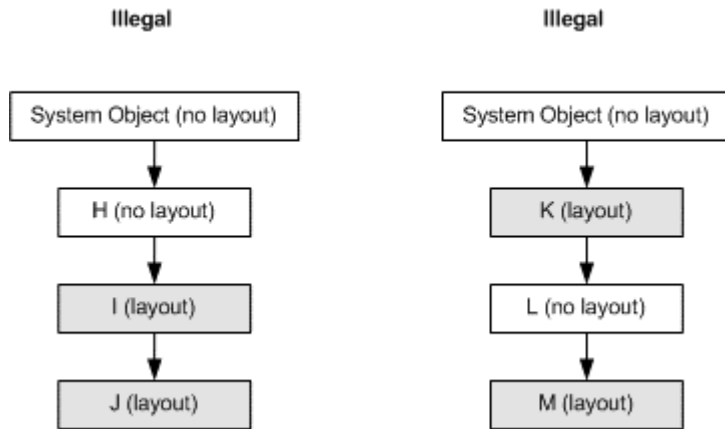 Illegal
System Object (no layout)
H (no layout)
I (layout)
J (layout)
Illegal
System Object (no layout)
K (layout)
L (no layout)
M (layout)